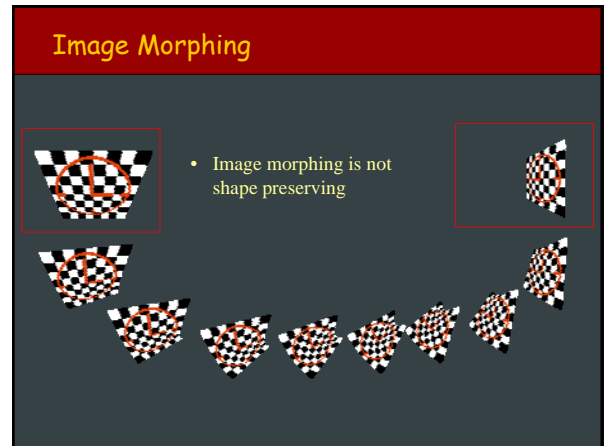 Image Morphing
• Image morphing is not
shape preserving